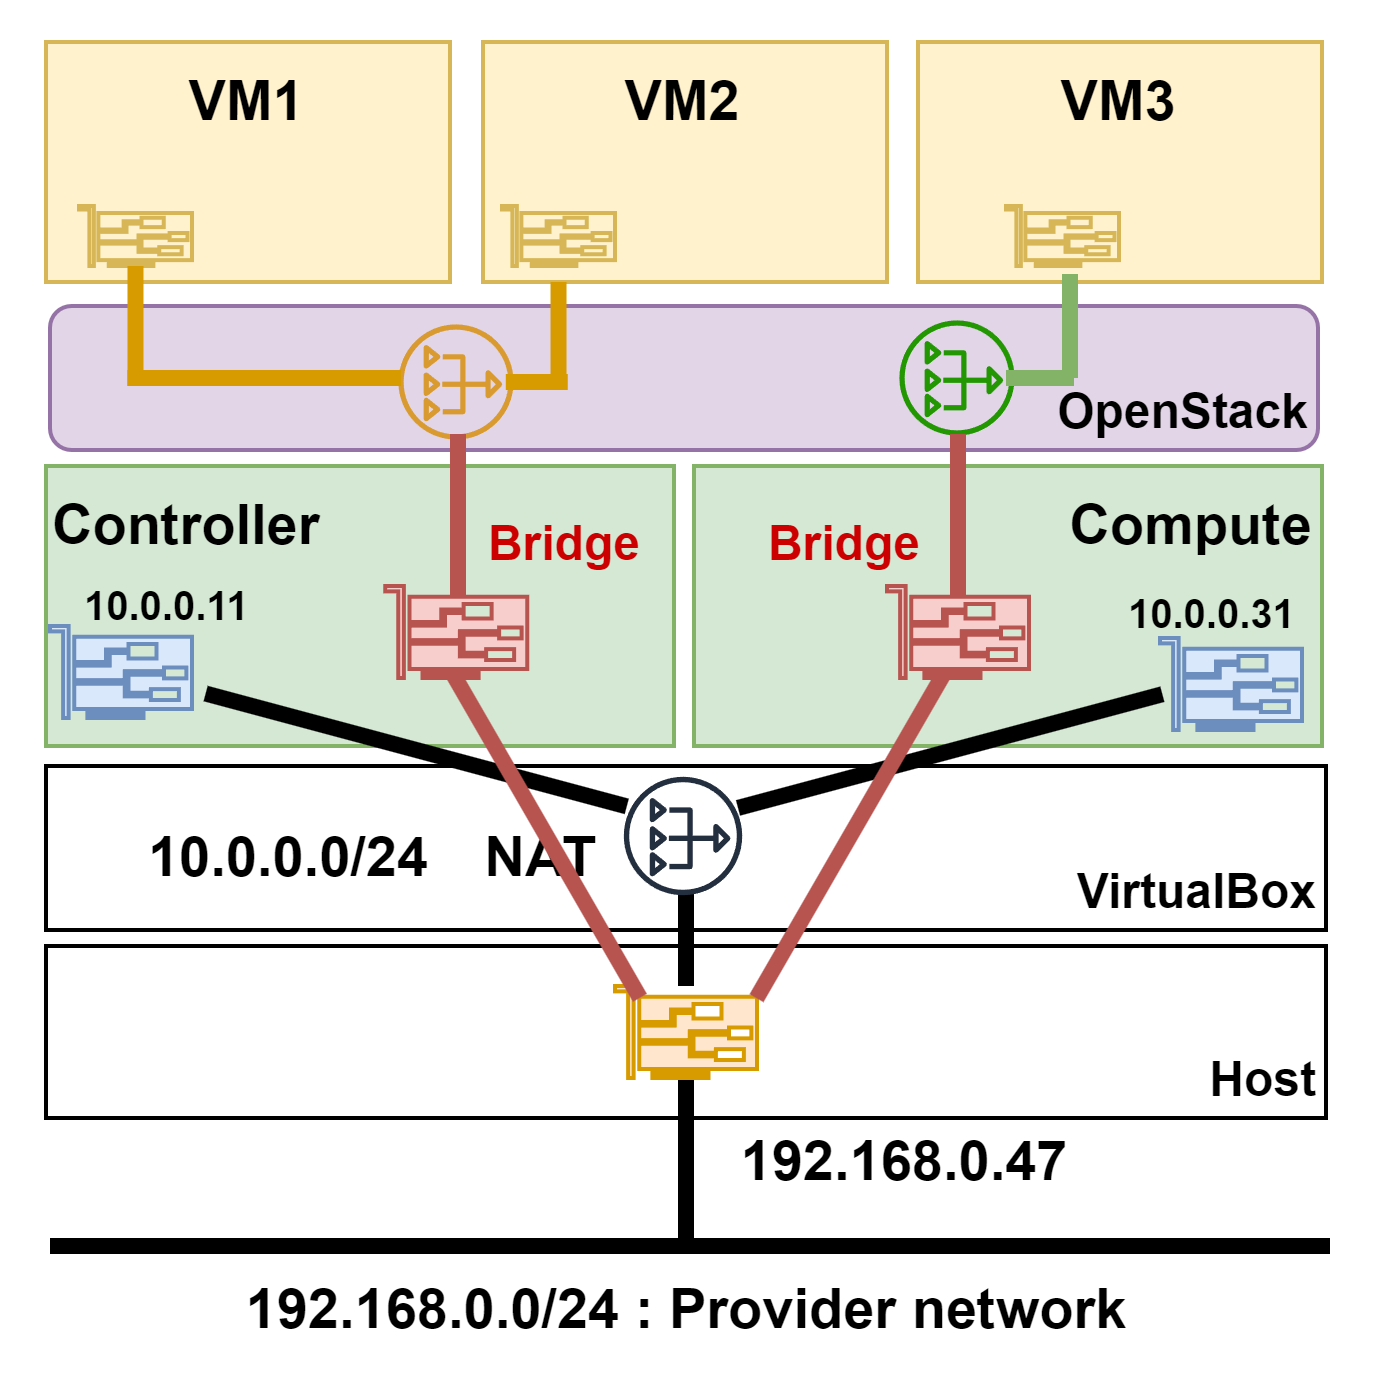 VM1
VM2
VM3
OpenStack
Controller
Bridge
Bridge
Compute
10.0.0.11
10.0.0.31
10.0.0.0/24
NAT
VirtualBox
Host
192.168.0.47
192.168.0.0/24 : Provider network